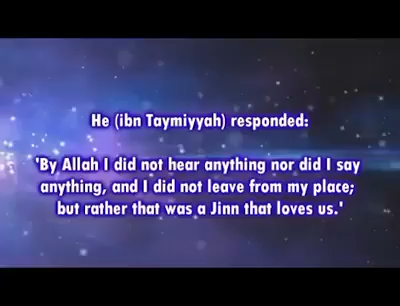 He (ibn Taymiyyah) responded:
'By Allah I did not hear anything nor did I say
anything, and I did not leave from my place;
but rather that was a Jinn that loves us.'